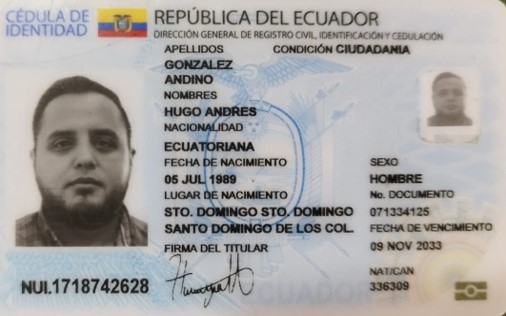 CÉDULA DE
IDENTIDAD
REPÚBLICA DEL ECUADOR
DIRECCIÓN GENERAL DE REGISTRO CIVIL, IDENTIFICACIÓN Y CEDULACIÓN
APELLIDOS CONDICIÓN CIUDADANIA
GONZALEZ
ANDINO
NOMBRES
HUGO ANDRES
NACIONALIDAD
ECUATORIANA
FECHA DE NACIMIENTO
05 JUL 1989
LUGAR DE NACIMIENTO
STO. DOMINGO STO. DOMINGO
SANTO DOMINGO DE LOS COL.
FIRMA DEL TITULAR
SEXO
HOMBRE
No. DOCUMENTO
071334125
FECHA DE VENCIMIENTO
09 NOV 2033
NAT/CAN
336309
NUI.1718742628
ECUADOR